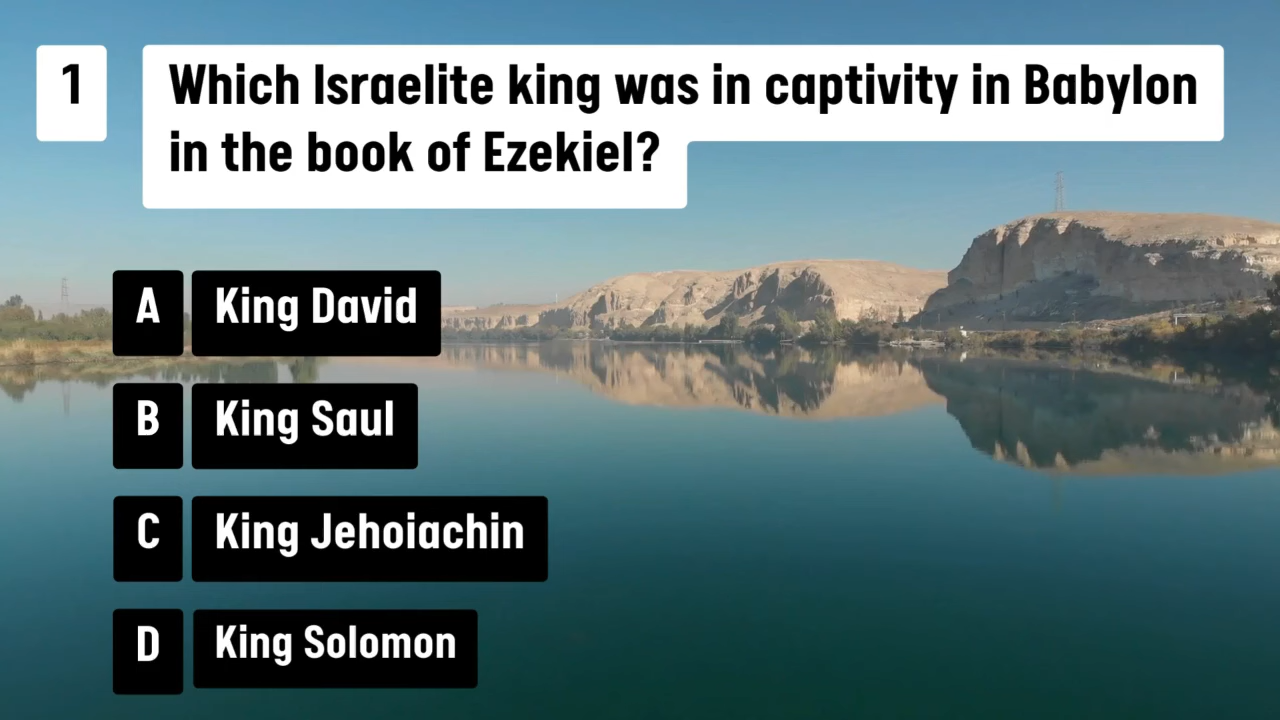 1
Which Israelite king was in captivity in Babylon
in the book of Ezekiel?
A King David
B King Saul
C King Jehoiachin
D King Solomon